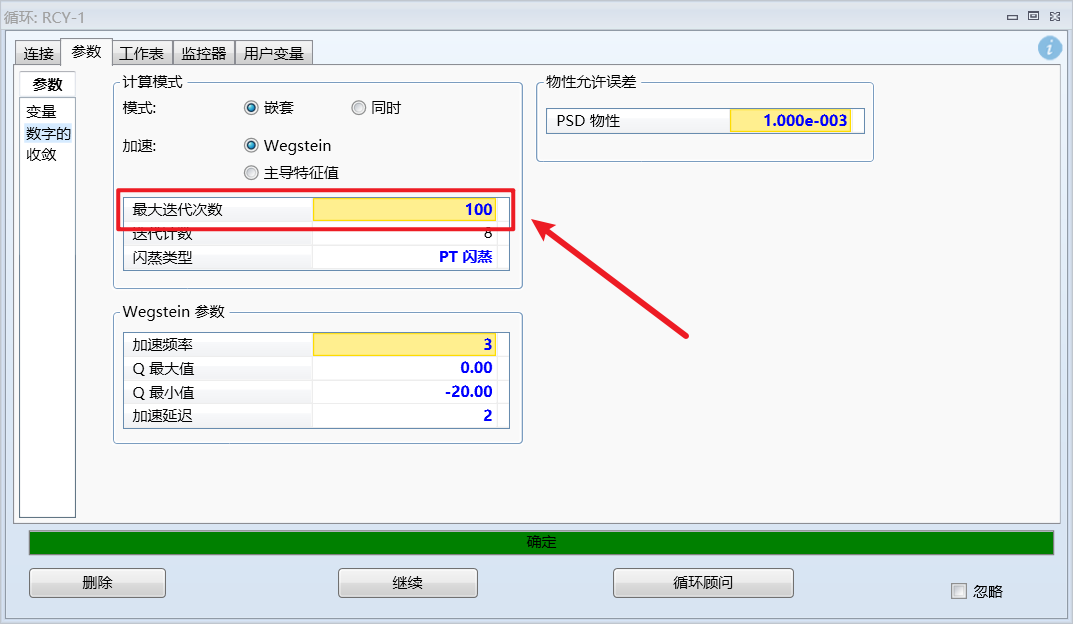 循环: RCY-1
连接 参数 工作表 监控器 用户变量
参数
变量
数字的
收敛
计算模式
模式: 嵌套 同时
加速: Wegstein
主导特征值
最大迭代次数 100
迭代计数 8
闪蒸类型 PT 闪蒸
Wegstein 参数
加速频率 3
Q 最大值 0.00
Q 最小值 -20.00
加速延迟 2
物性允许误差
PSD 物性 1.000e-003
确定
删除 继续 循环顾问 忽略